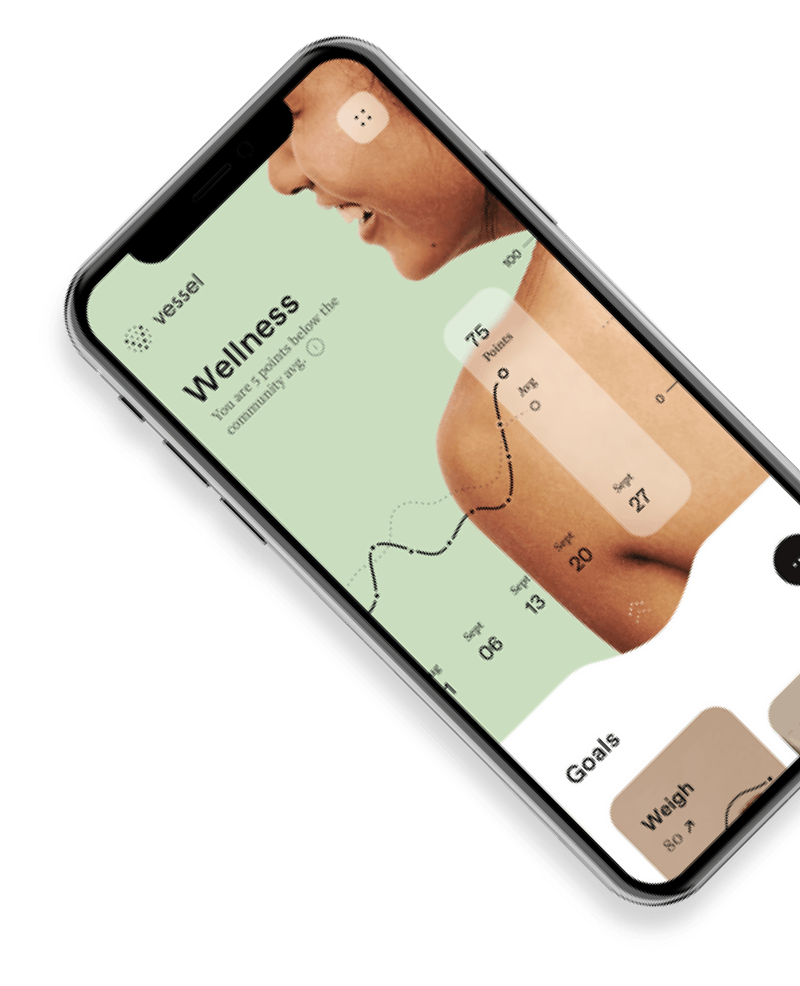 vessel
Wellness
You are 5 points below the
community avg.
100
75
Points
Avg
0
Sept
27
Sept
20
Sept
13
Sept
06
Goals
Weigh
80